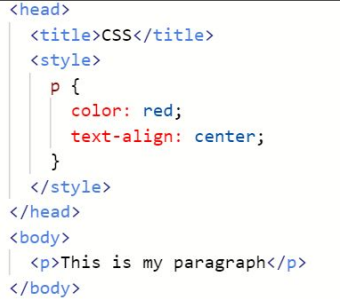 <head>
<title>CSS</title>
<style>
p {
color: red;
text-align: center;
}
</style>
</head>
<body>
<p>This is my paragraph</p>
</body>